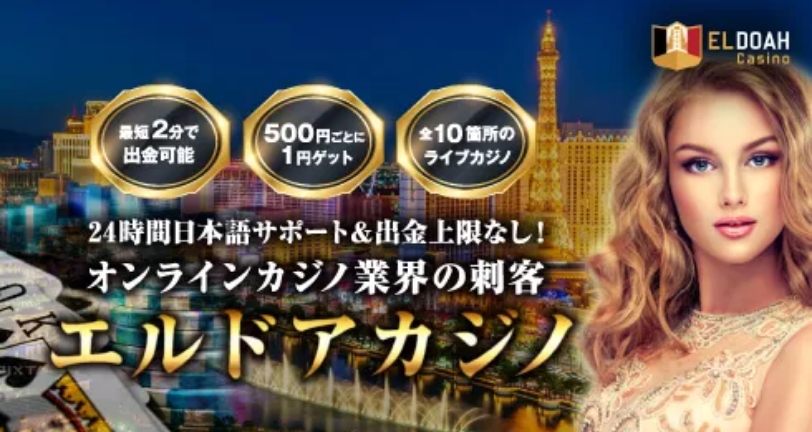 ELDOAH
Casino
最短2分で
出金可能
500円ごとに
1円ゲット
全10箇所の
ライブカジノ
24時間日本語サポート&出金上限なし!
オンラインカジノ業界の刺客
エルドアカジノ
K